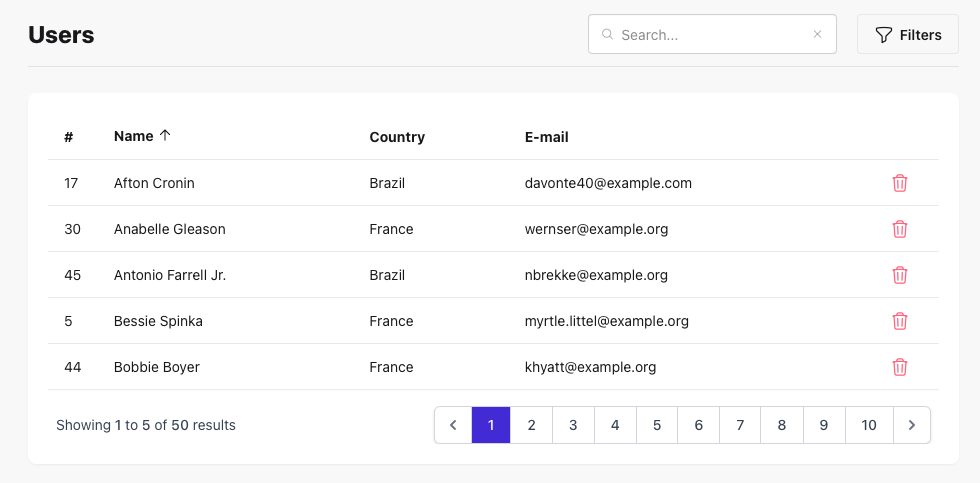 Users
Search...
Filters
# Name Country E-mail
17 Afton Cronin Brazil davonte40@example.com
30 Anabelle Gleason France wernser@example.org
45 Antonio Farrell Jr. Brazil nbrekke@example.org
5 Bessie Spinka France myrtle.littel@example.org
44 Bobbie Boyer France khyatt@example.org
Showing 1 to 5 of 50 results
1 2 3 4 5 6 7 8 9 10